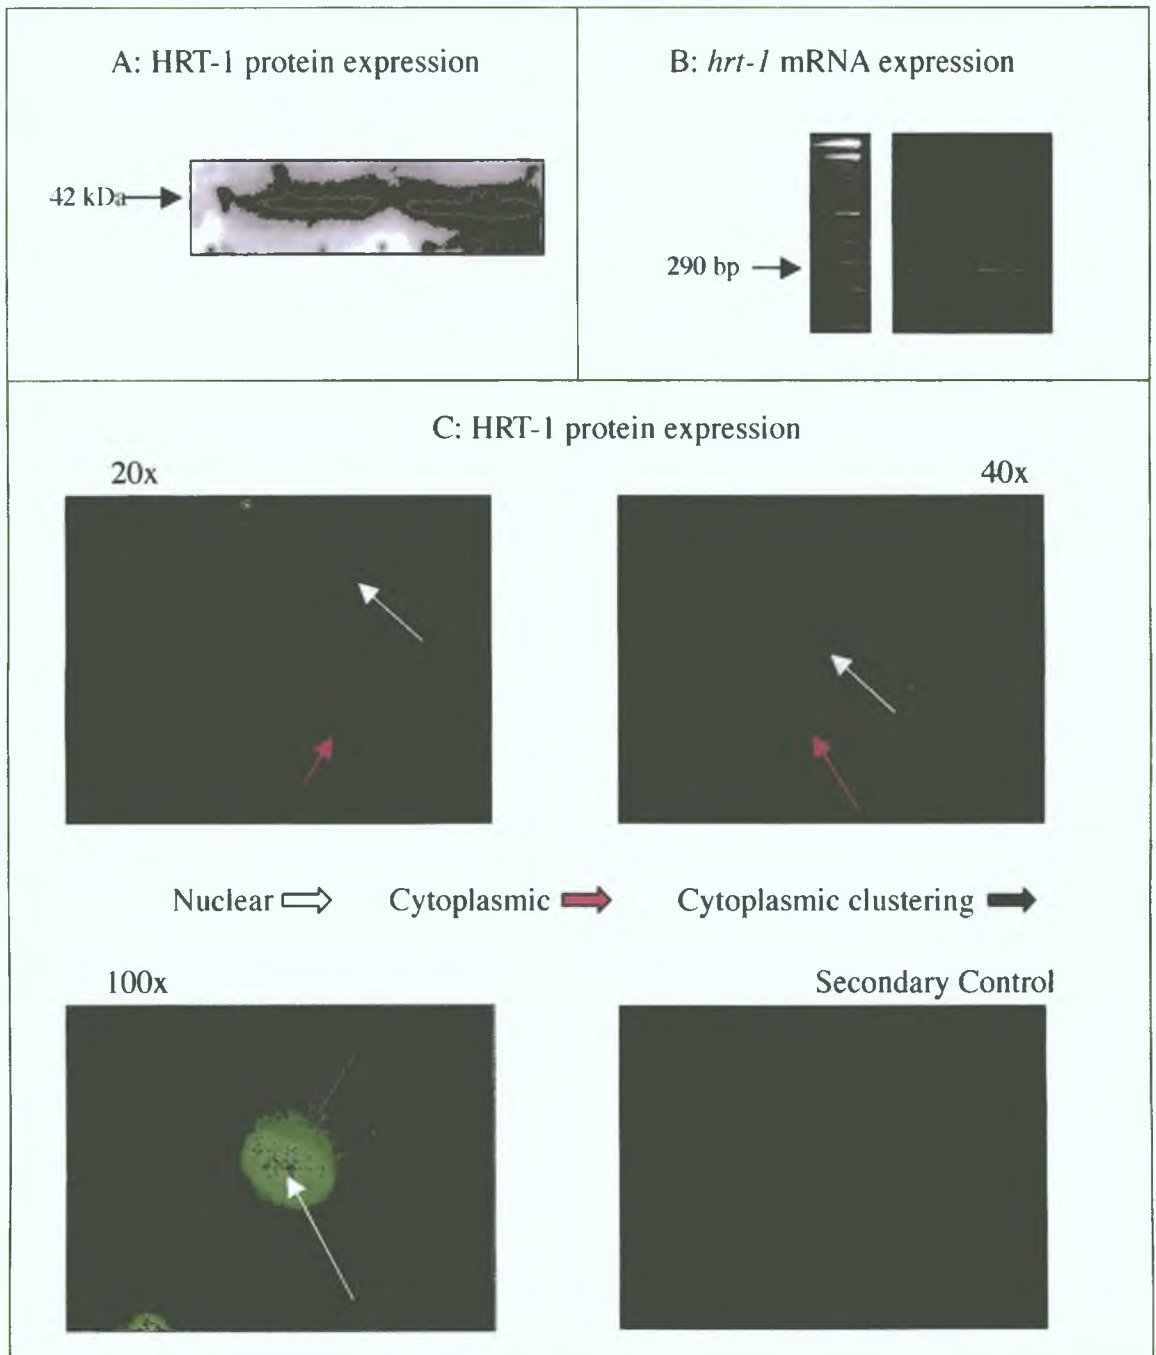 A: HRT-1 protein expression
42 kDa
B: hrt-1 mRNA expression
290 bp
C: HRT-1 protein expression
20x
40x
Nuclear
Cytoplasmic
Cytoplasmic clustering
100x
Secondary Control